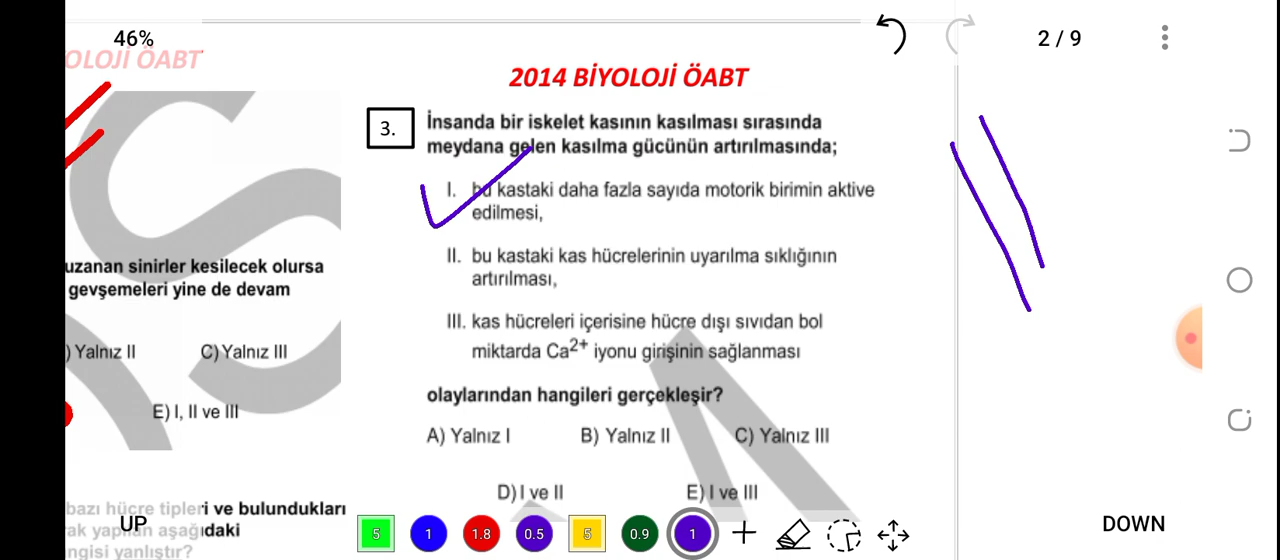 46%
OLOJİ ÖABT
2 / 9
uzanan sinirler kesilecek olursa
gevşemeleri yine de devam
) Yalnız II C) Yalnız III
E) I, II ve III
bazı hücre tipleri ve bulundukları
ak yapılan aşağıdaki
ngisi yanlıştır?
UP
2014 BİYOLOJİ ÖABT
3. İnsanda bir iskelet kasının kasılması sırasında
meydana gelen kasılma gücünün artırılmasında;
I. bu kastaki daha fazla sayıda motorik birimin aktive
edilmesi,
II. bu kastaki kas hücrelerinin uyarılma sıklığının
artırılması,
III. kas hücreleri içerisine hücre dışı sıvıdan bol
miktarda Ca2+ iyonu girişinin sağlanması
olaylarından hangileri gerçekleşir?
A) Yalnız I B) Yalnız II C) Yalnız III
D) I ve II E) I ve III
5 1 1.8 0.5 5 0.9 1
DOWN